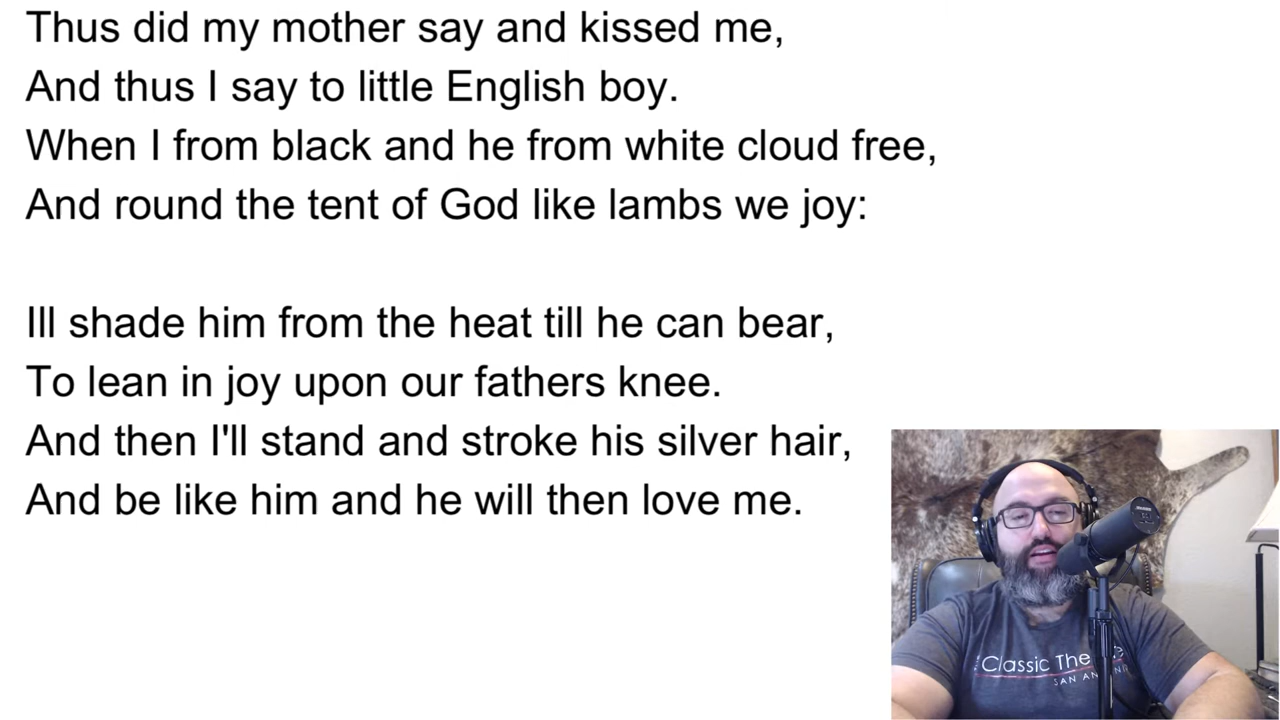 Thus did my mother say and kissed me,
And thus I say to little English boy.
When I from black and he from white cloud free,
And round the tent of God like lambs we joy:
Ill shade him from the heat till he can bear,
To lean in joy upon our fathers knee.
And then I'll stand and stroke his silver hair,
And be like him and he will then love me.
Classic
SAN